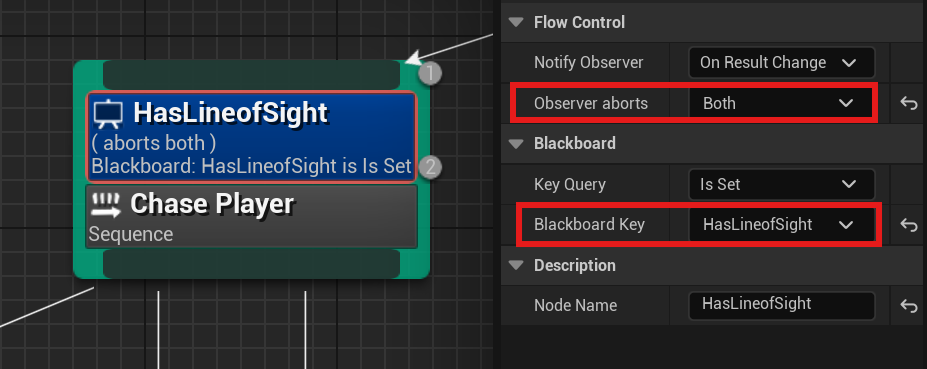 1
HasLineofSight
( aborts both )
Blackboard: HasLineofSight is Is Set
2
Chase Player
Sequence
Flow Control
Notify Observer On Result Change
Observer aborts Both
Blackboard
Key Query Is Set
Blackboard Key HasLineofSight
Description
Node Name HasLineofSight